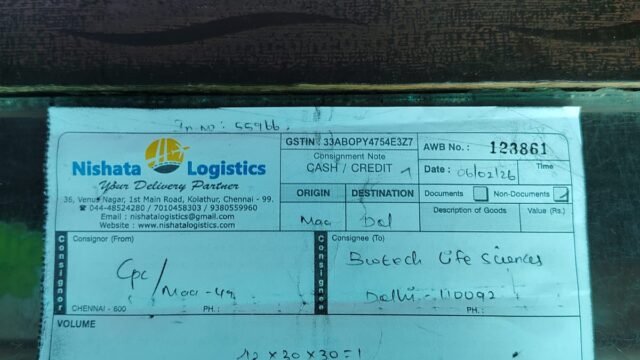 In No: 55966.
Nishata Logistics
Your Delivery Partner
36, Venus Nagar, 1st Main Road, Kolathur, Chennai - 99.
☎ 044-48524280 / 7010458303 / 9380559960
Email : nishatalogistics@gmail.com
Website : www.nishatalogistics.com
GSTIN : 33ABOPY4754E3Z7
Consignment Note
CASH / CREDIT
AWB No. : 123861
Date : 06/02/26 Time
ORIGIN DESTINATION
Documents Non-Documents
Maa Del
Description of Goods Value (Rs.)
Consignor
Consignor (From)
Cpc/
Maa-49
CHENNAI - 600 PH. :
Consignee
Consignee (To)
Biotech Life Sciences
Delhi - 110092
PH. :
VOLUME
12 x 30 x 30 = 1